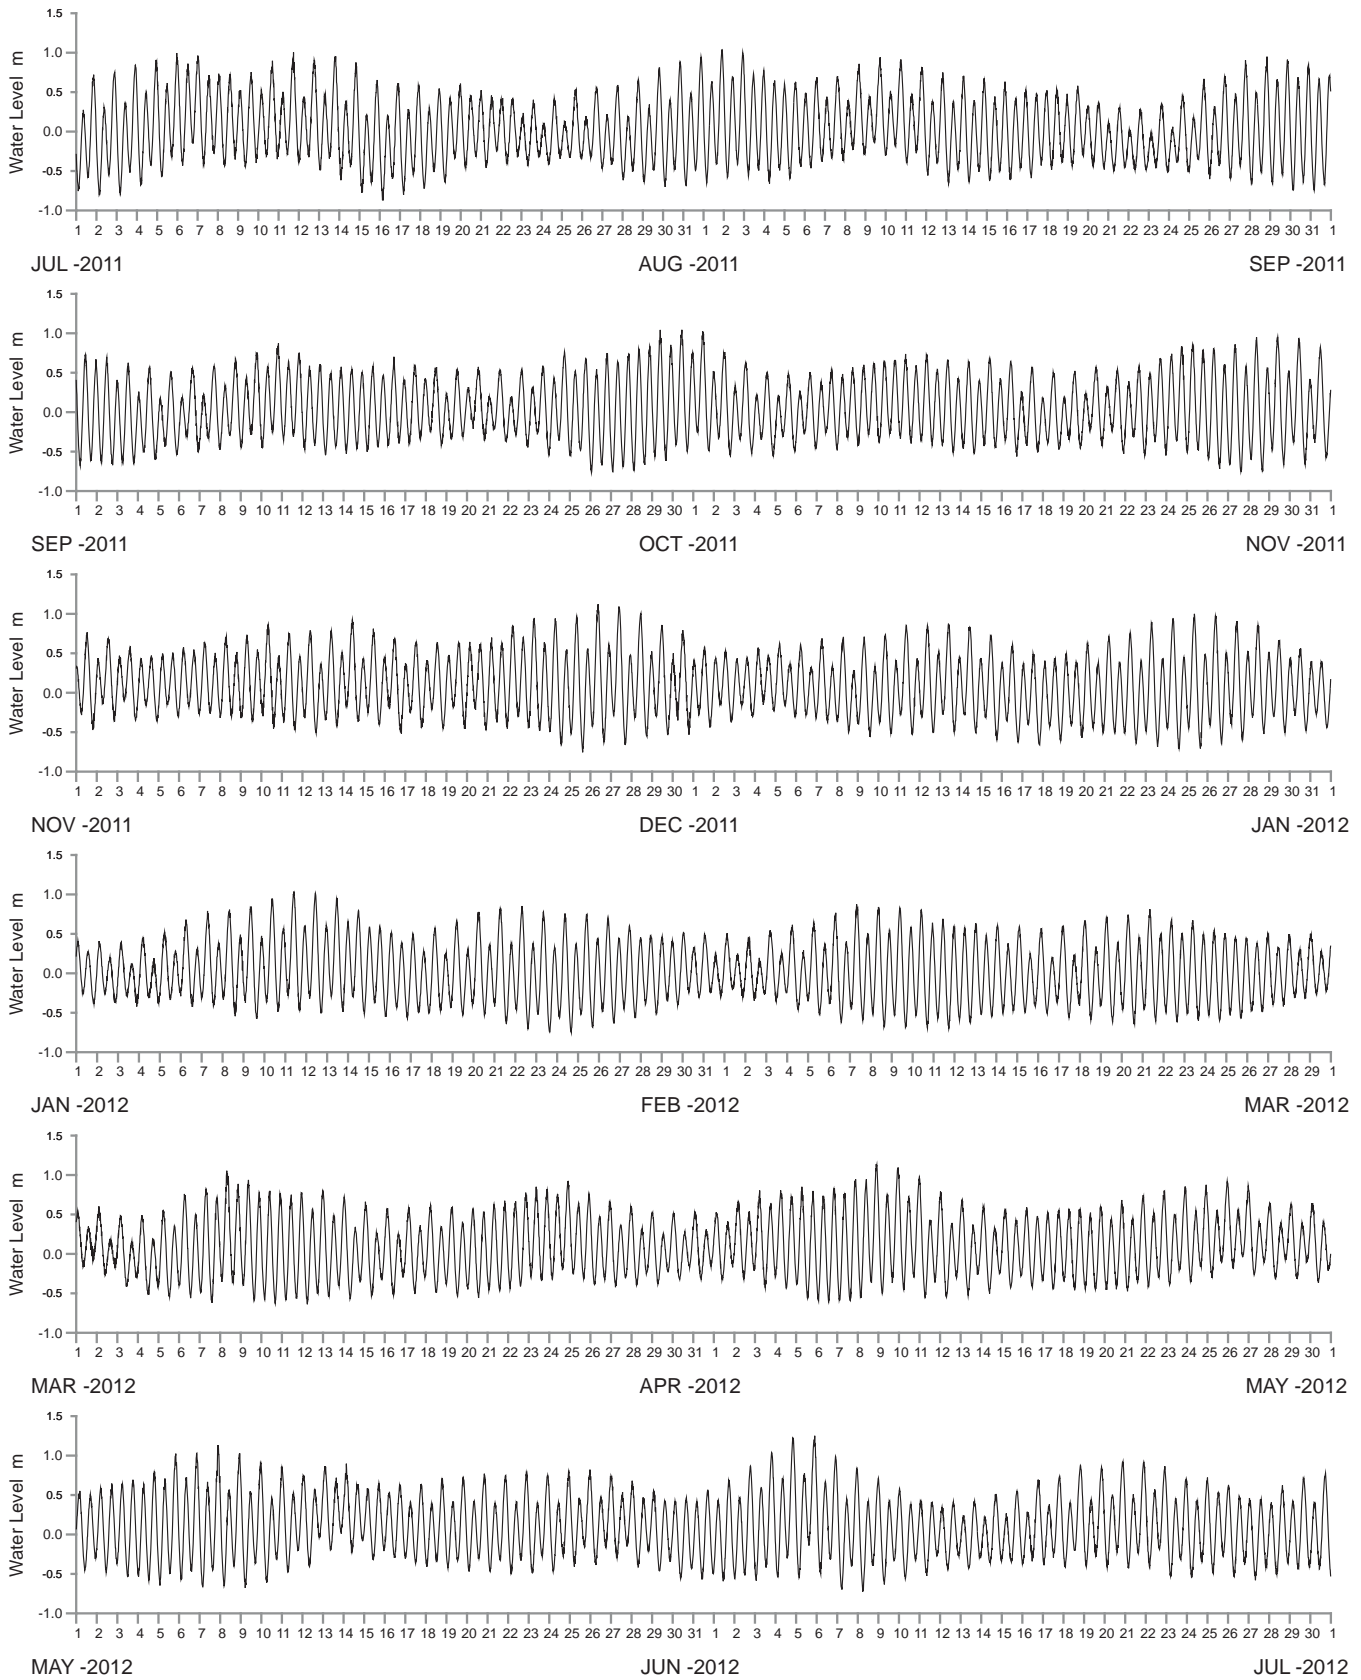 1.5
1.0
0.5
0.0
-0.5
-1.0
Water Level m
1 2 3 4 5 6 7 8 9 10 11 12 13 14 15 16 17 18 19 20 21 22 23 24 25 26 27 28 29 30 31 1 2 3 4 5 6 7 8 9 10 11 12 13 14 15 16 17 18 19 20 21 22 23 24 25 26 27 28 29 30 31 1
JUL -2011 AUG -2011 SEP -2011
1.5
1.0
0.5
0.0
-0.5
-1.0
Water Level m
1 2 3 4 5 6 7 8 9 10 11 12 13 14 15 16 17 18 19 20 21 22 23 24 25 26 27 28 29 30 1 2 3 4 5 6 7 8 9 10 11 12 13 14 15 16 17 18 19 20 21 22 23 24 25 26 27 28 29 30 31 1
SEP -2011 OCT -2011 NOV -2011
1.5
1.0
0.5
0.0
-0.5
-1.0
Water Level m
1 2 3 4 5 6 7 8 9 10 11 12 13 14 15 16 17 18 19 20 21 22 23 24 25 26 27 28 29 30 1 2 3 4 5 6 7 8 9 10 11 12 13 14 15 16 17 18 19 20 21 22 23 24 25 26 27 28 29 30 31 1
NOV -2011 DEC -2011 JAN -2012
1.5
1.0
0.5
0.0
-0.5
-1.0
Water Level m
1 2 3 4 5 6 7 8 9 10 11 12 13 14 15 16 17 18 19 20 21 22 23 24 25 26 27 28 29 30 31 1 2 3 4 5 6 7 8 9 10 11 12 13 14 15 16 17 18 19 20 21 22 23 24 25 26 27 28 29 1
JAN -2012 FEB -2012 MAR -2012
1.5
1.0
0.5
0.0
-0.5
-1.0
Water Level m
1 2 3 4 5 6 7 8 9 10 11 12 13 14 15 16 17 18 19 20 21 22 23 24 25 26 27 28 29 30 31 1 2 3 4 5 6 7 8 9 10 11 12 13 14 15 16 17 18 19 20 21 22 23 24 25 26 27 28 29 30 1
MAR -2012 APR -2012 MAY -2012
1.5
1.0
0.5
0.0
-0.5
-1.0
Water Level m
1 2 3 4 5 6 7 8 9 10 11 12 13 14 15 16 17 18 19 20 21 22 23 24 25 26 27 28 29 30 31 1 2 3 4 5 6 7 8 9 10 11 12 13 14 15 16 17 18 19 20 21 22 23 24 25 26 27 28 29 30 1
MAY -2012 JUN -2012 JUL -2012